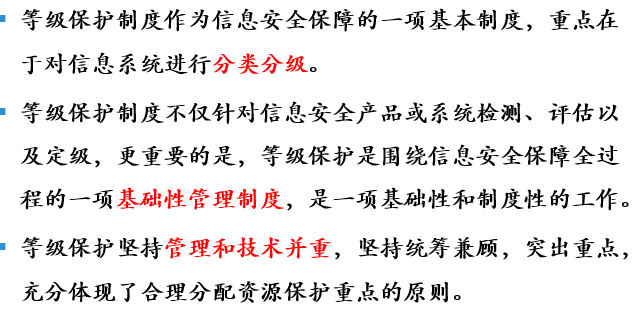 等级保护制度作为信息安全保障的一项基本制度，重点在
于对信息系统进行分类分级。
等级保护制度不仅针对信息安全产品或系统检测、评估以
及定级，更重要的是，等级保护是围绕信息安全保障全过
程的一项基础性管理制度，是一项基础性和制度性的工作。
等级保护坚持管理和技术并重，坚持统筹兼顾，突出重点，
充分体现了合理分配资源保护重点的原则。